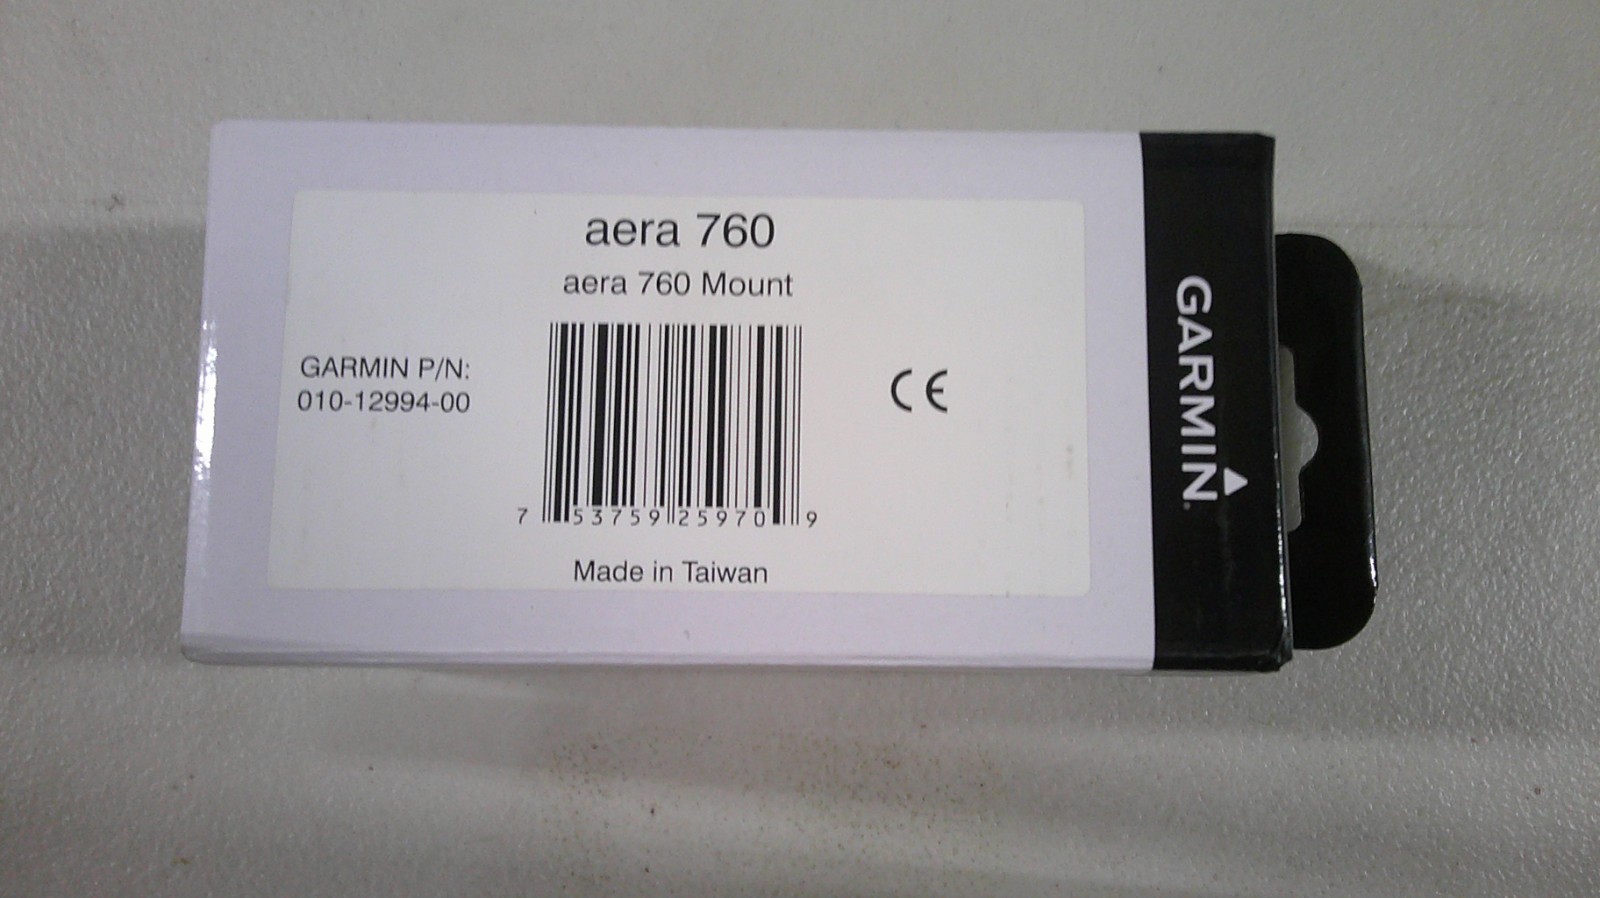 aera 760
aera 760 Mount
GARMIN P/N:
010-12994-00
CE
7 53759 25970 9
Made in Taiwan
GARMIN.